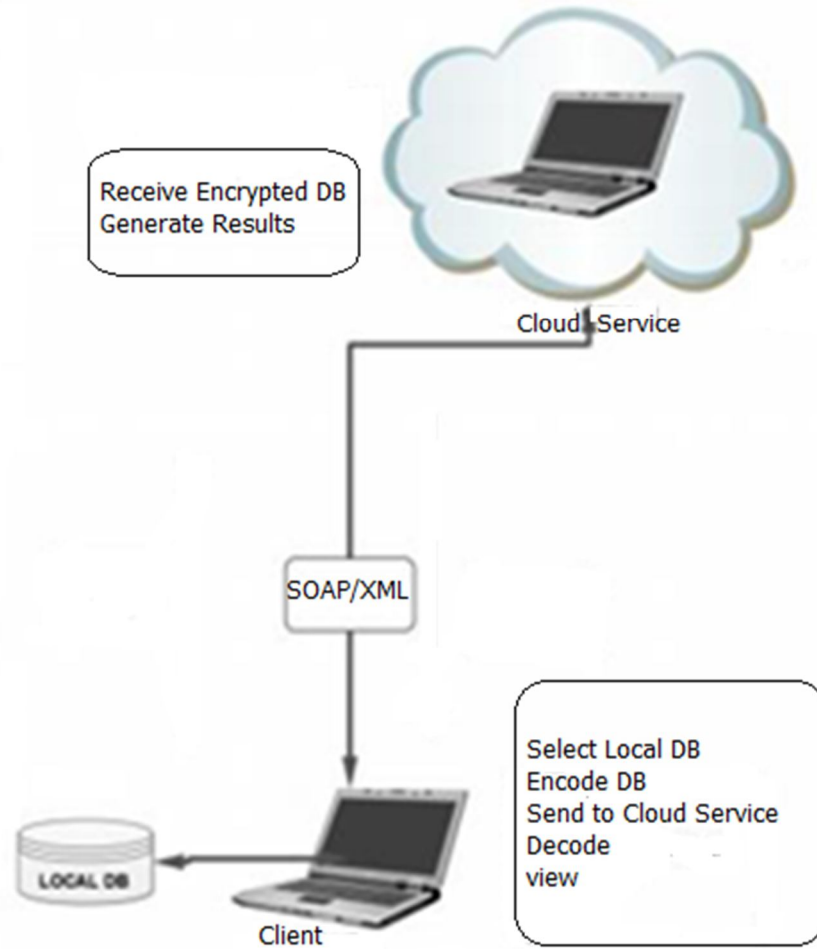 Receive Encrypted DB
Generate Results
Cloud Service
SOAP/XML
Select Local DB
Encode DB
Send to Cloud Service
Decode
view
LOCAL DB
Client